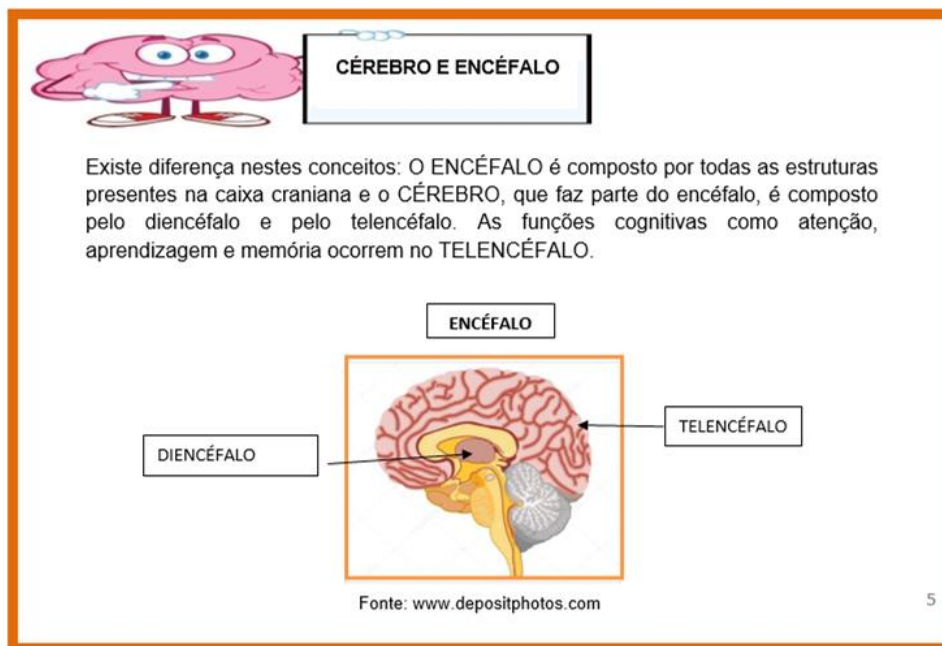 CÉREBRO E ENCÉFALO
Existe diferença nestes conceitos: O ENCÉFALO é composto por todas as estruturas
presentes na caixa craniana e o CÉREBRO, que faz parte do encéfalo, é composto
pelo diencéfalo e pelo telencéfalo. As funções cognitivas como atenção,
aprendizagem e memória ocorrem no TELENCÉFALO.
ENCÉFALO
TELENCÉFALO
DIENCÉFALO
Fonte: www.depositphotos.com
5